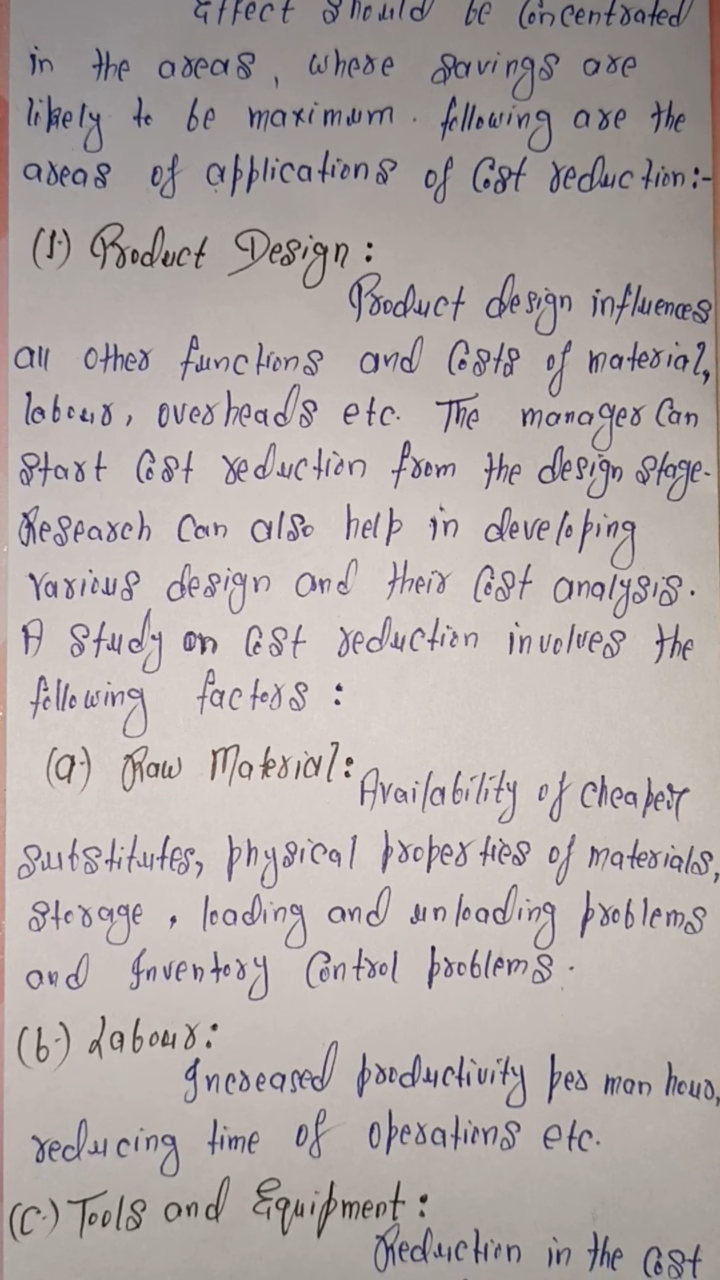 Effect should be concentrated
in the areas, where savings are
likely to be maximum. following are the
areas of applications of Cost reduction:-
(1.) Product Design:
Product design influences
all other functions and Costs of material,
labour, overheads etc. The manager Can
Start Cost reduction from the design stage.
Research Can also help in developing
Various design and their Cost analysis.
A Study on Cost reduction involves the
following factors:
(a.) Raw Material:
Availability of cheaper
Substitutes, physical properties of materials,
Storage, loading and unloading problems
and Inventory Control problems.
(b.) Labour:
Increased productivity per man hour,
reducing time of operations etc.
(C.) Tools and Equipment:
Reduction in the Cost